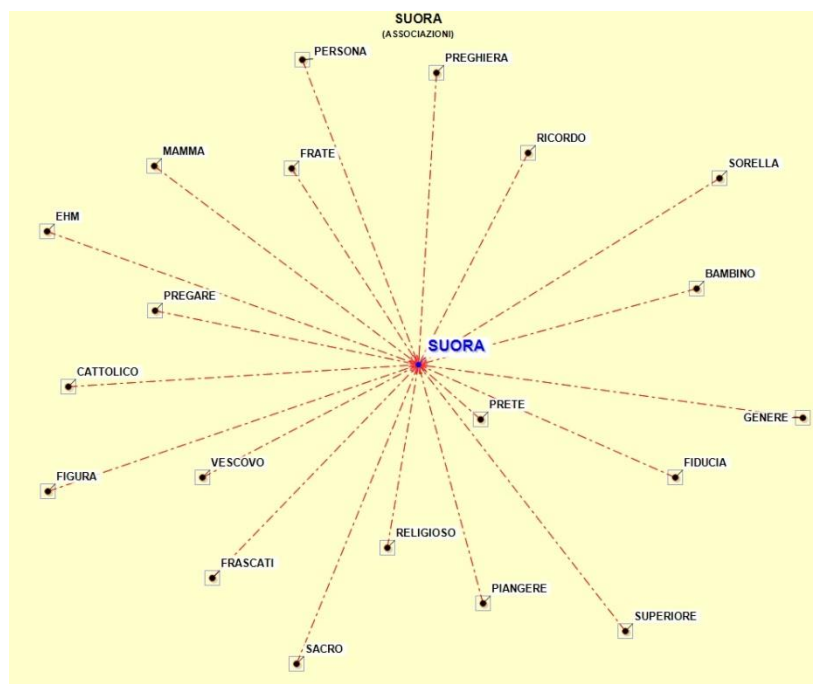 SUORA
(ASSOCIAZIONI)
PERSONA
PREGHIERA
MAMMA
FRATE
RICORDO
SORELLA
EHM
BAMBINO
PREGARE
SUORA
CATTOLICO
PRETE
GENERE
VESCOVO
FIDUCIA
FIGURA
RELIGIOSO
FRASCATI
PIANGERE
SUPERIORE
SACRO